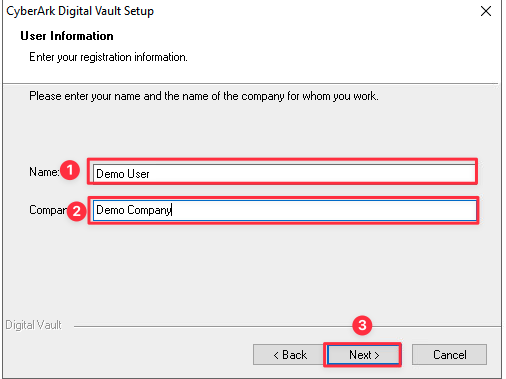 CyberArk Digital Vault Setup
User Information
Enter your registration information.
Please enter your name and the name of the company for whom you work.
Name: 1 Demo User
Compan 2 Demo Company
3
Digital Vault
< Back Next > Cancel